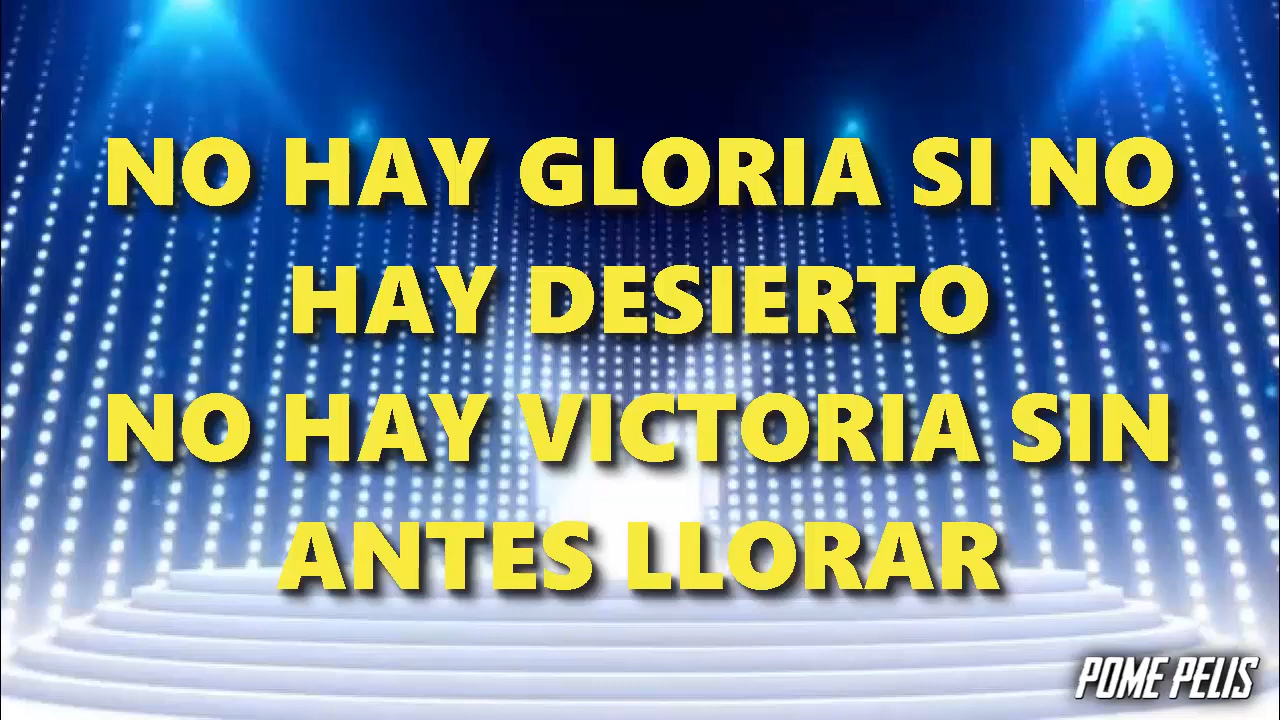 NO HAY GLORIA SI NO
HAY DESIERTO
NO HAY VICTORIA SIN
ANTES LLORAR
POME PELIS